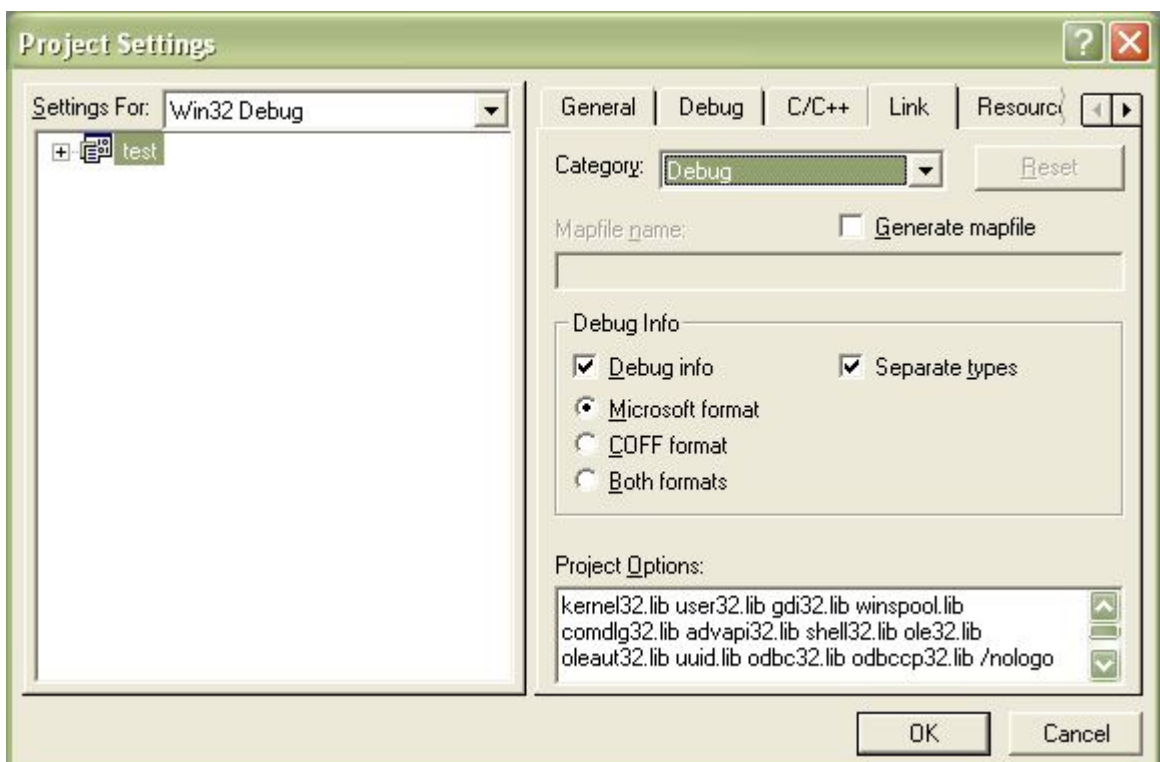 Project Settings
Settings For: Win32 Debug
test
General Debug C/C++ Link Resourc
Category: Debug Reset
Mapfile name: Generate mapfile
Debug Info
Debug info Separate types
Microsoft format
COFF format
Both formats
Project Options:
kernel32.lib user32.lib gdi32.lib winspool.lib
comdlg32.lib advapi32.lib shell32.lib ole32.lib
oleaut32.lib uuid.lib odbc32.lib odbccp32.lib /nologo
OK Cancel